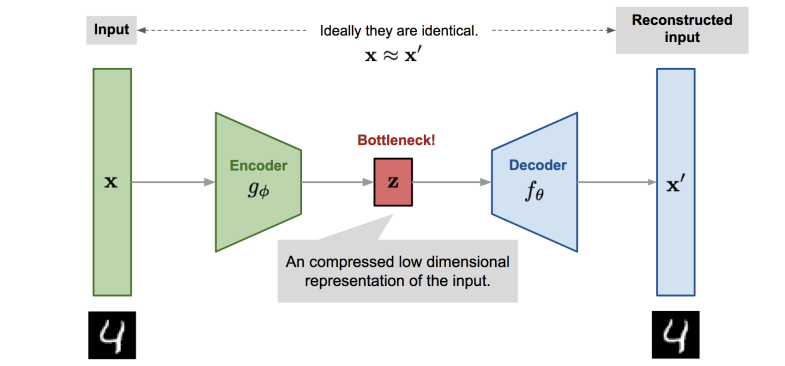 Input
Ideally they are identical.
x ≈ x′
Reconstructed
input
Bottleneck!
x
Encoder
gϕ
z
Decoder
fθ
x′
An compressed low dimensional
representation of the input.
4
4